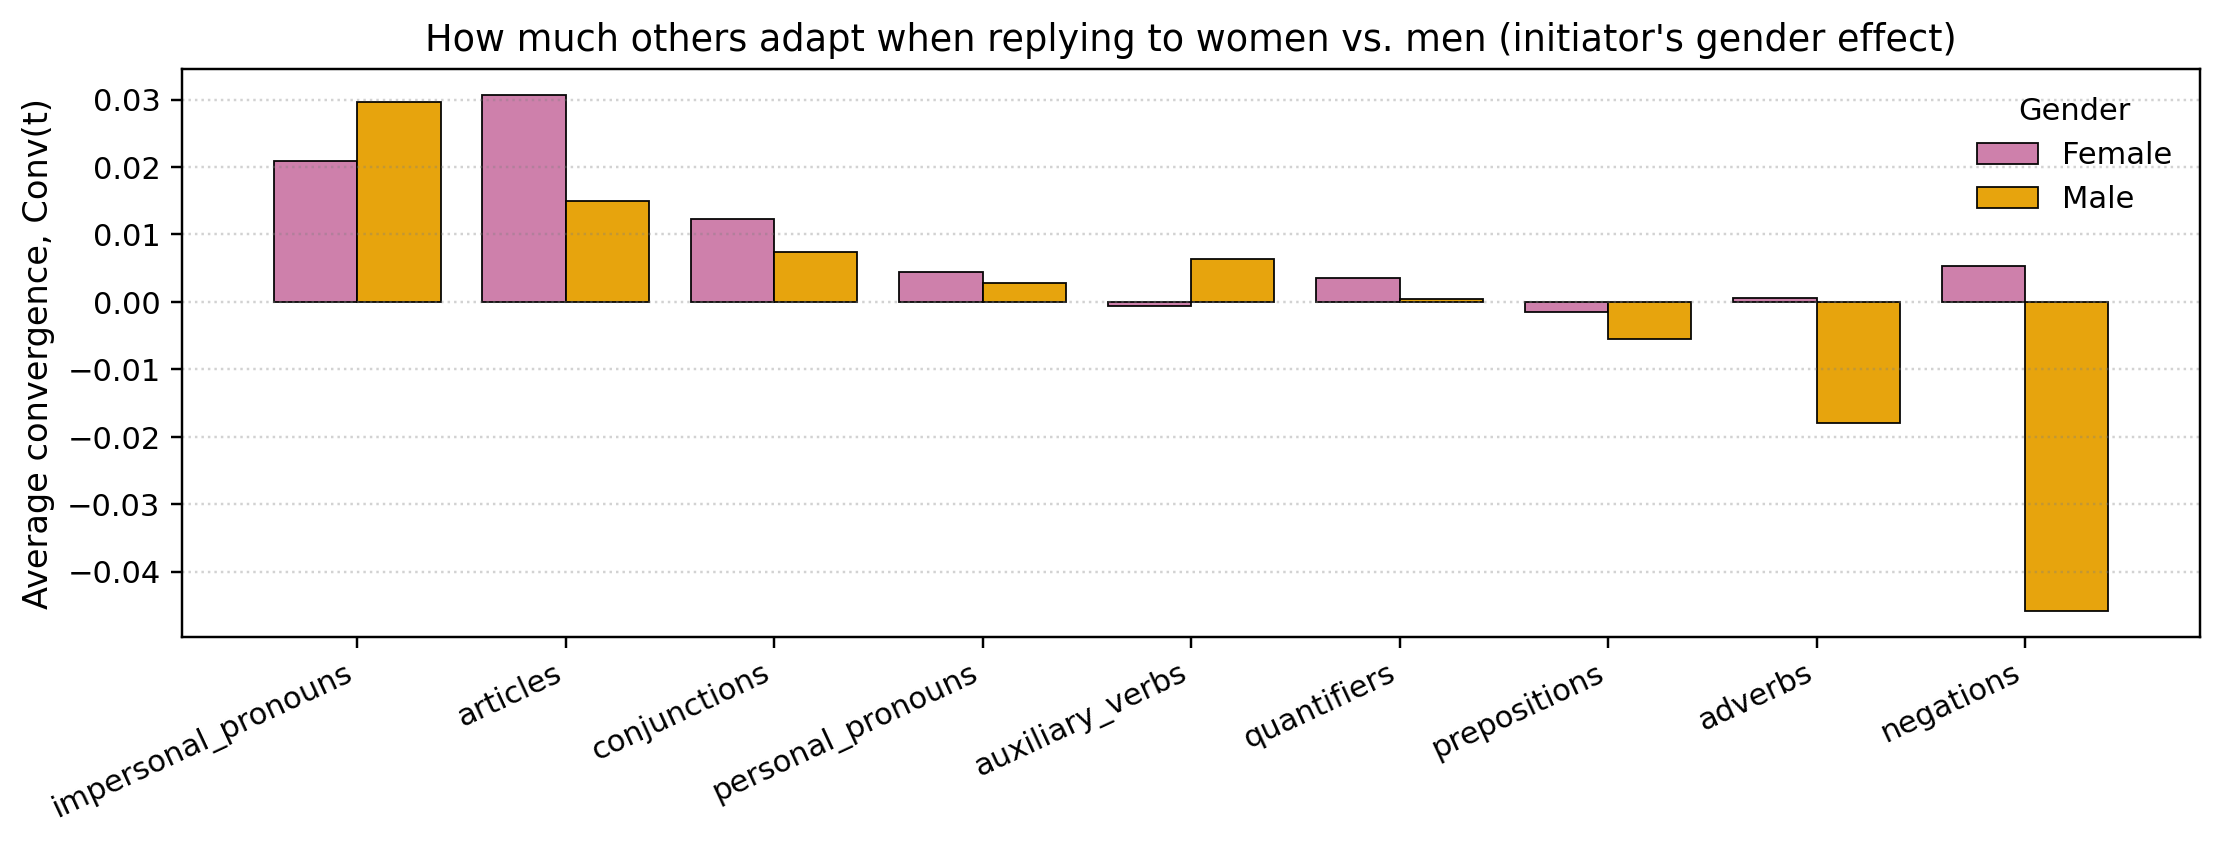 How much others adapt when replying to women vs. men (initiator's gender effect)
Average convergence, Conv(t)
0.03
0.02
0.01
0.00
−0.01
−0.02
−0.03
−0.04
Gender
Female
Male
impersonal_pronouns
articles
conjunctions
personal_pronouns
auxiliary_verbs
quantifiers
prepositions
adverbs
negations